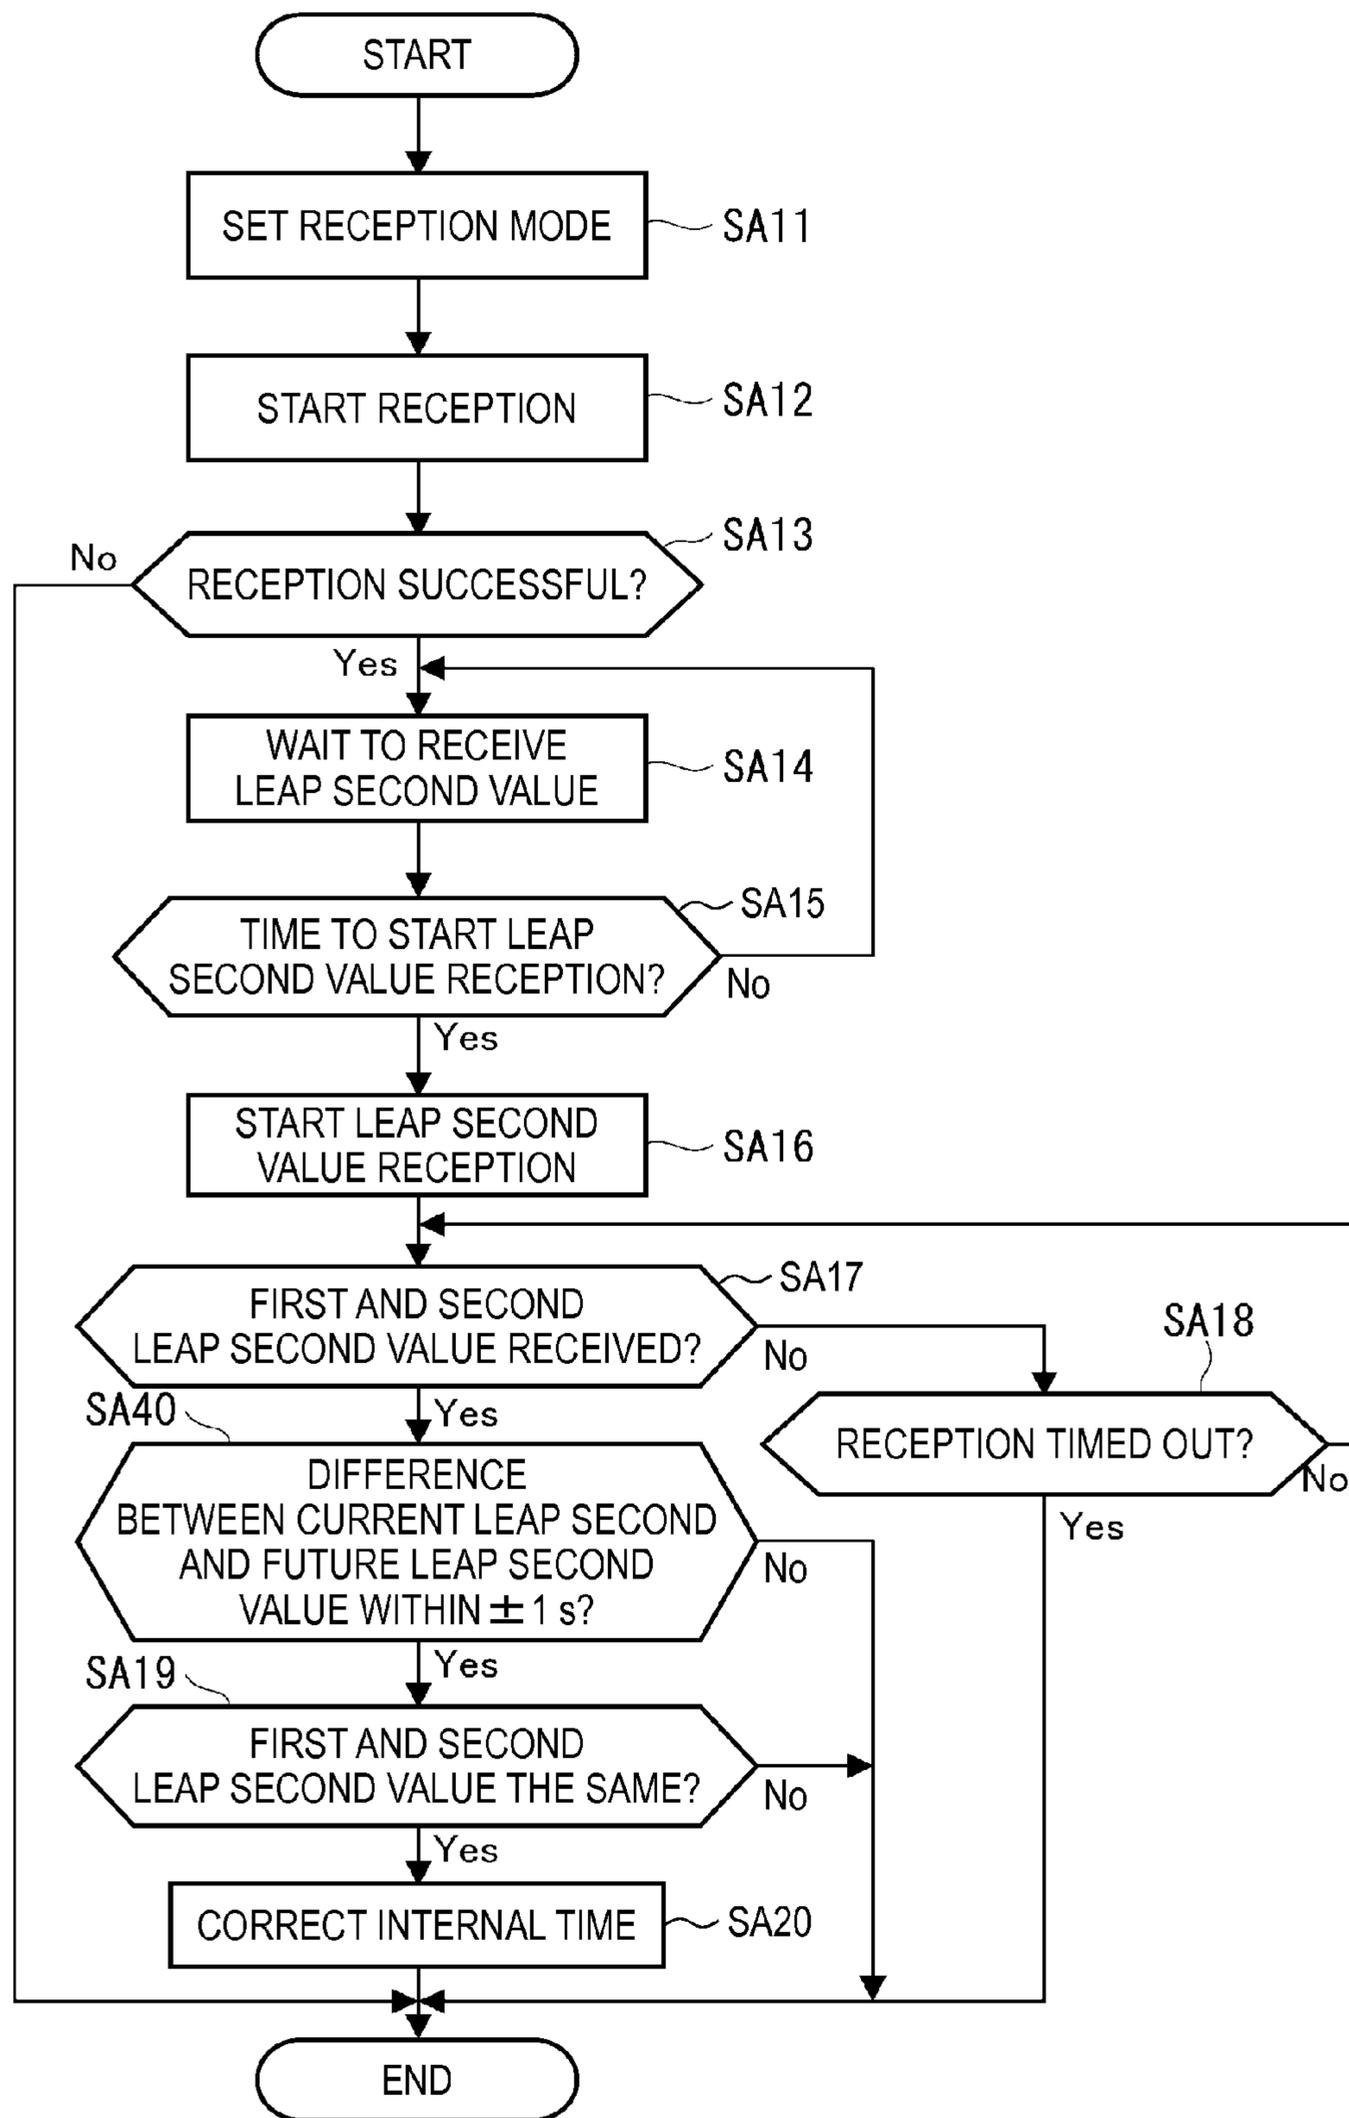 START
SET RECEPTION MODE
SA11
START RECEPTION
SA12
SA13
No
RECEPTION SUCCESSFUL?
Yes
WAIT TO RECEIVE
LEAP SECOND VALUE
SA14
SA15
TIME TO START LEAP
SECOND VALUE RECEPTION?
No
Yes
START LEAP SECOND
VALUE RECEPTION
SA16
SA17
FIRST AND SECOND
LEAP SECOND VALUE RECEIVED?
No
SA18
Yes
SA40
RECEPTION TIMED OUT?
No
Yes
DIFFERENCE
BETWEEN CURRENT LEAP SECOND
AND FUTURE LEAP SECOND
VALUE WITHIN ± 1 s?
No
Yes
SA19
FIRST AND SECOND
LEAP SECOND VALUE THE SAME?
No
Yes
CORRECT INTERNAL TIME
SA20
END